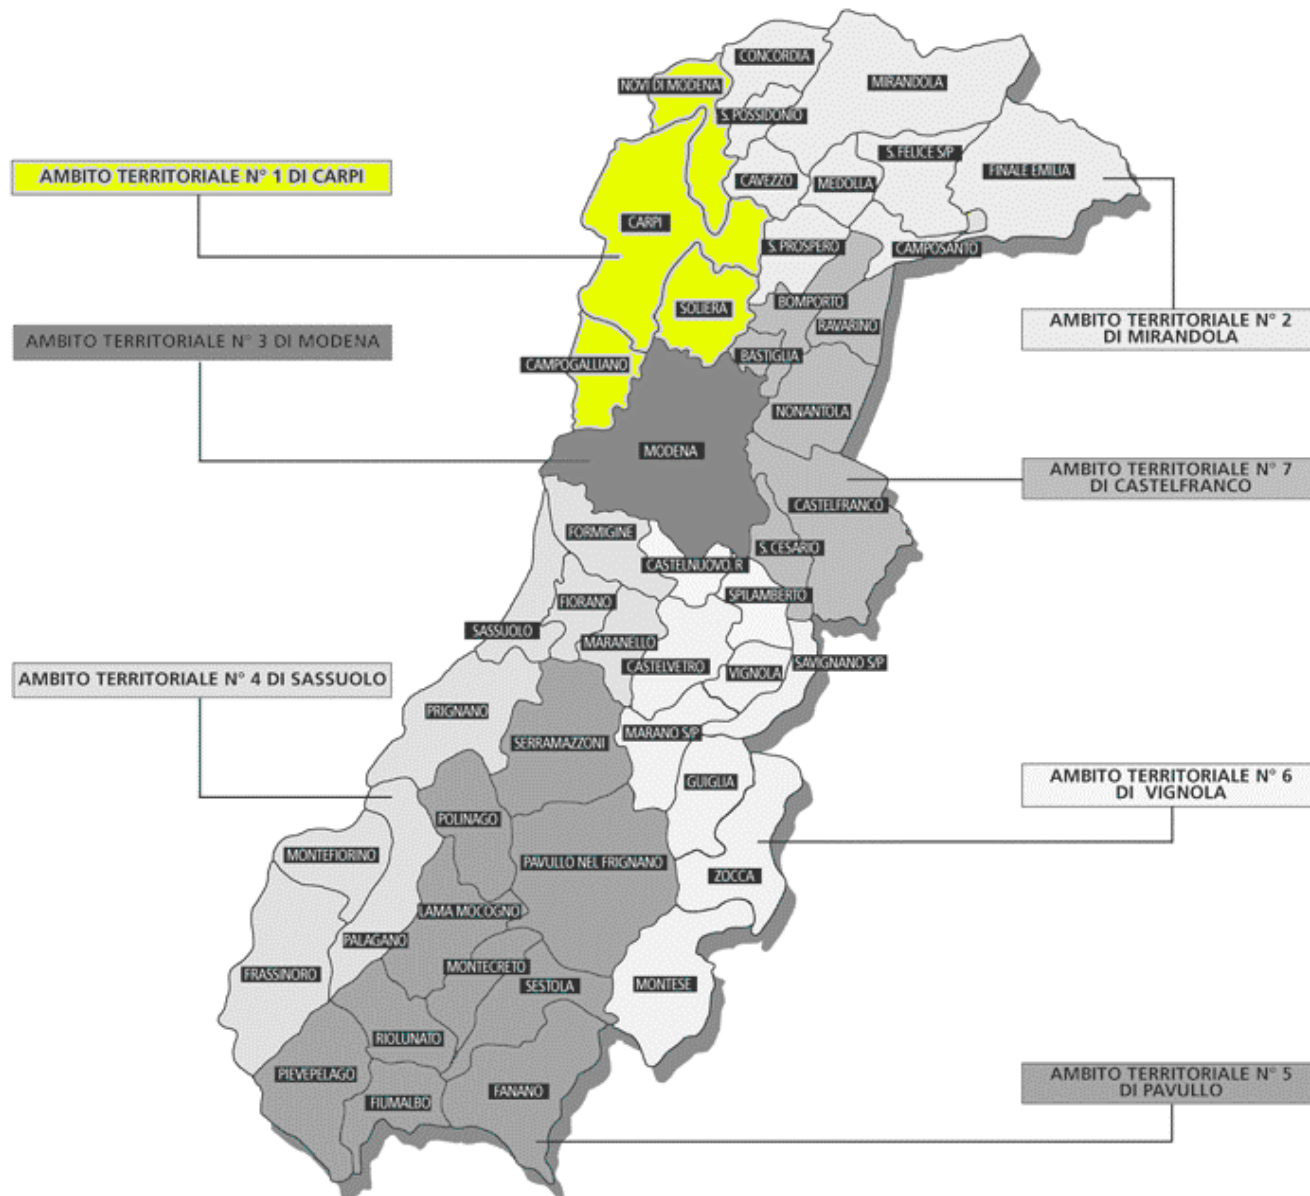 CONCORDIA
MIRANDOLA
NOVI DI MODENA
S. POSSIDONIO
S. FELICE S/P
FINALE EMILIA
AMBITO TERRITORIALE N° 1 DI CARPI
CAVEZZO
MEDOLLA
CARPI
S. PROSPERO
CAMPOSANTO
BOMPORTO
SOLIERA
RAVARINO
AMBITO TERRITORIALE N° 2
DI MIRANDOLA
AMBITO TERRITORIALE N° 3 DI MODENA
BASTIGLIA
CAMPOGALLIANO
NONANTOLA
MODENA
AMBITO TERRITORIALE N° 7
DI CASTELFRANCO
CASTELFRANCO
FORMIGINE
S. CESARIO
CASTELNUOVO. R
SPILAMBERTO
FIORANO
SASSUOLO
MARANELLO
CASTELVETRO
VIGNOLA
SAVIGNANO S/P
AMBITO TERRITORIALE N° 4 DI SASSUOLO
PRIGNANO
SERRAMAZZONI
MARANO S/P
GUIGLIA
AMBITO TERRITORIALE N° 6
DI VIGNOLA
POLINAGO
MONTEFIORINO
PAVULLO NEL FRIGNANO
ZOCCA
LAMA MOCOGNO
PALAGANO
FRASSINORO
MONTECRETO
SESTOLA
MONTESE
RIOLUNATO
PIEVEPELAGO
FIUMALBO
FANANO
AMBITO TERRITORIALE N° 5
DI PAVULLO